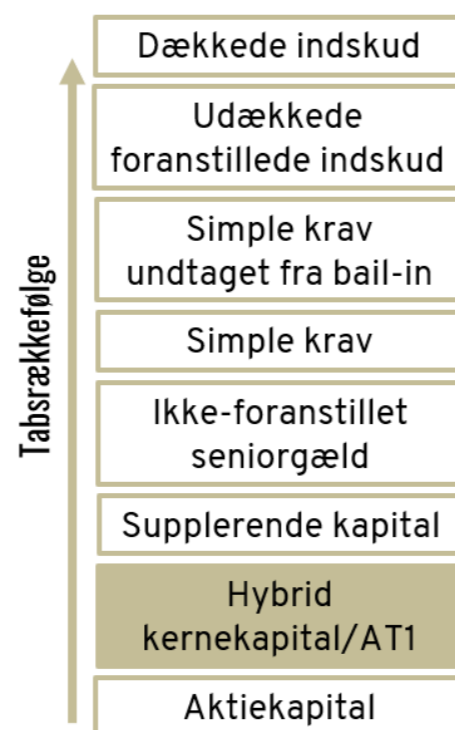 Tabsrækkefølge
Dækkede indskud
Udækkede
foranstillede indskud
Simple krav
undtaget fra bail-in
Simple krav
Ikke-foranstillet
seniorgæld
Supplerende kapital
Hybrid
kernekapital/AT1
Aktiekapital